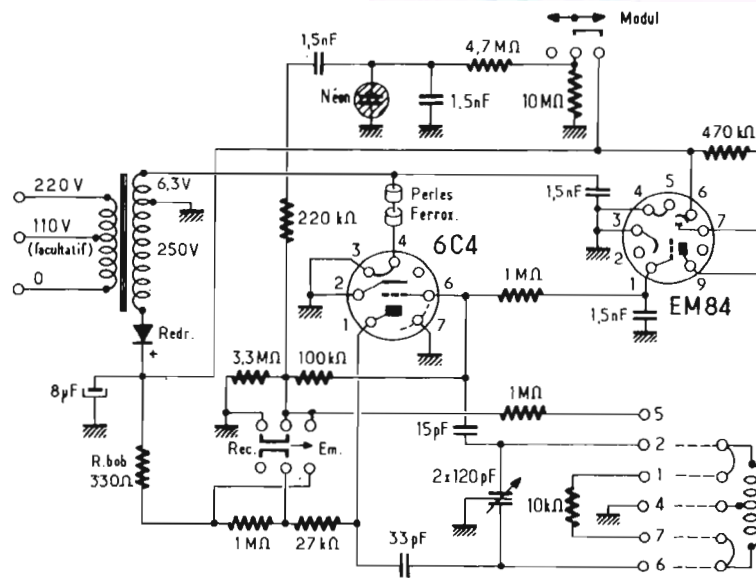 Modul
1,5nF
4,7MΩ
Néon
1,5nF
10MΩ
470kΩ
220V
6,3V
110V
(facultatif)
250V
0
220 kΩ
Perles
Ferrox.
1,5nF
4
5
6
3
7
2
1
9
EM84
3
4
6C4
2
6
1
7
1MΩ
1,5nF
Redr.
+
8µF
3,3MΩ
100kΩ
1MΩ
5
15pF
2
Rec.
Em.
R.bob
330Ω
2x120pF
1
10kΩ
4
7
1MΩ
27kΩ
33pF
6